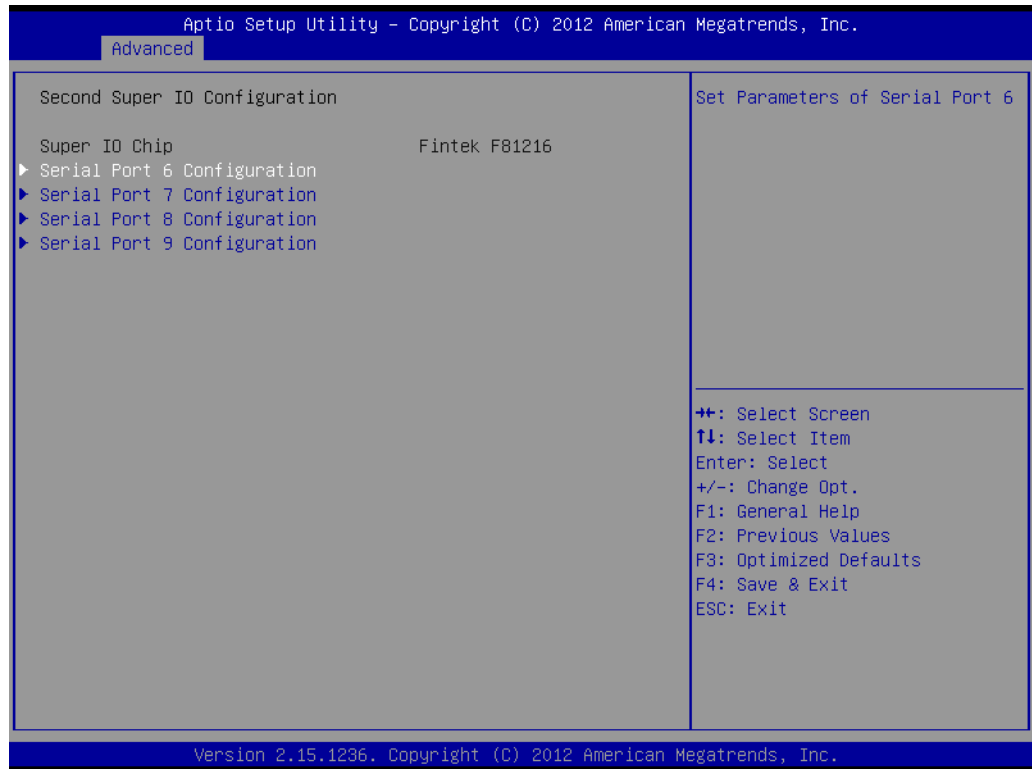 Aptio Setup Utility – Copyright (C) 2012 American Megatrends, Inc.
Advanced
Second Super IO Configuration
Super IO Chip Fintek F81216
▶ Serial Port 6 Configuration
▶ Serial Port 7 Configuration
▶ Serial Port 8 Configuration
▶ Serial Port 9 Configuration
Set Parameters of Serial Port 6
→←: Select Screen
↑↓: Select Item
Enter: Select
+/-: Change Opt.
F1: General Help
F2: Previous Values
F3: Optimized Defaults
F4: Save & Exit
ESC: Exit
Version 2.15.1236. Copyright (C) 2012 American Megatrends, Inc.